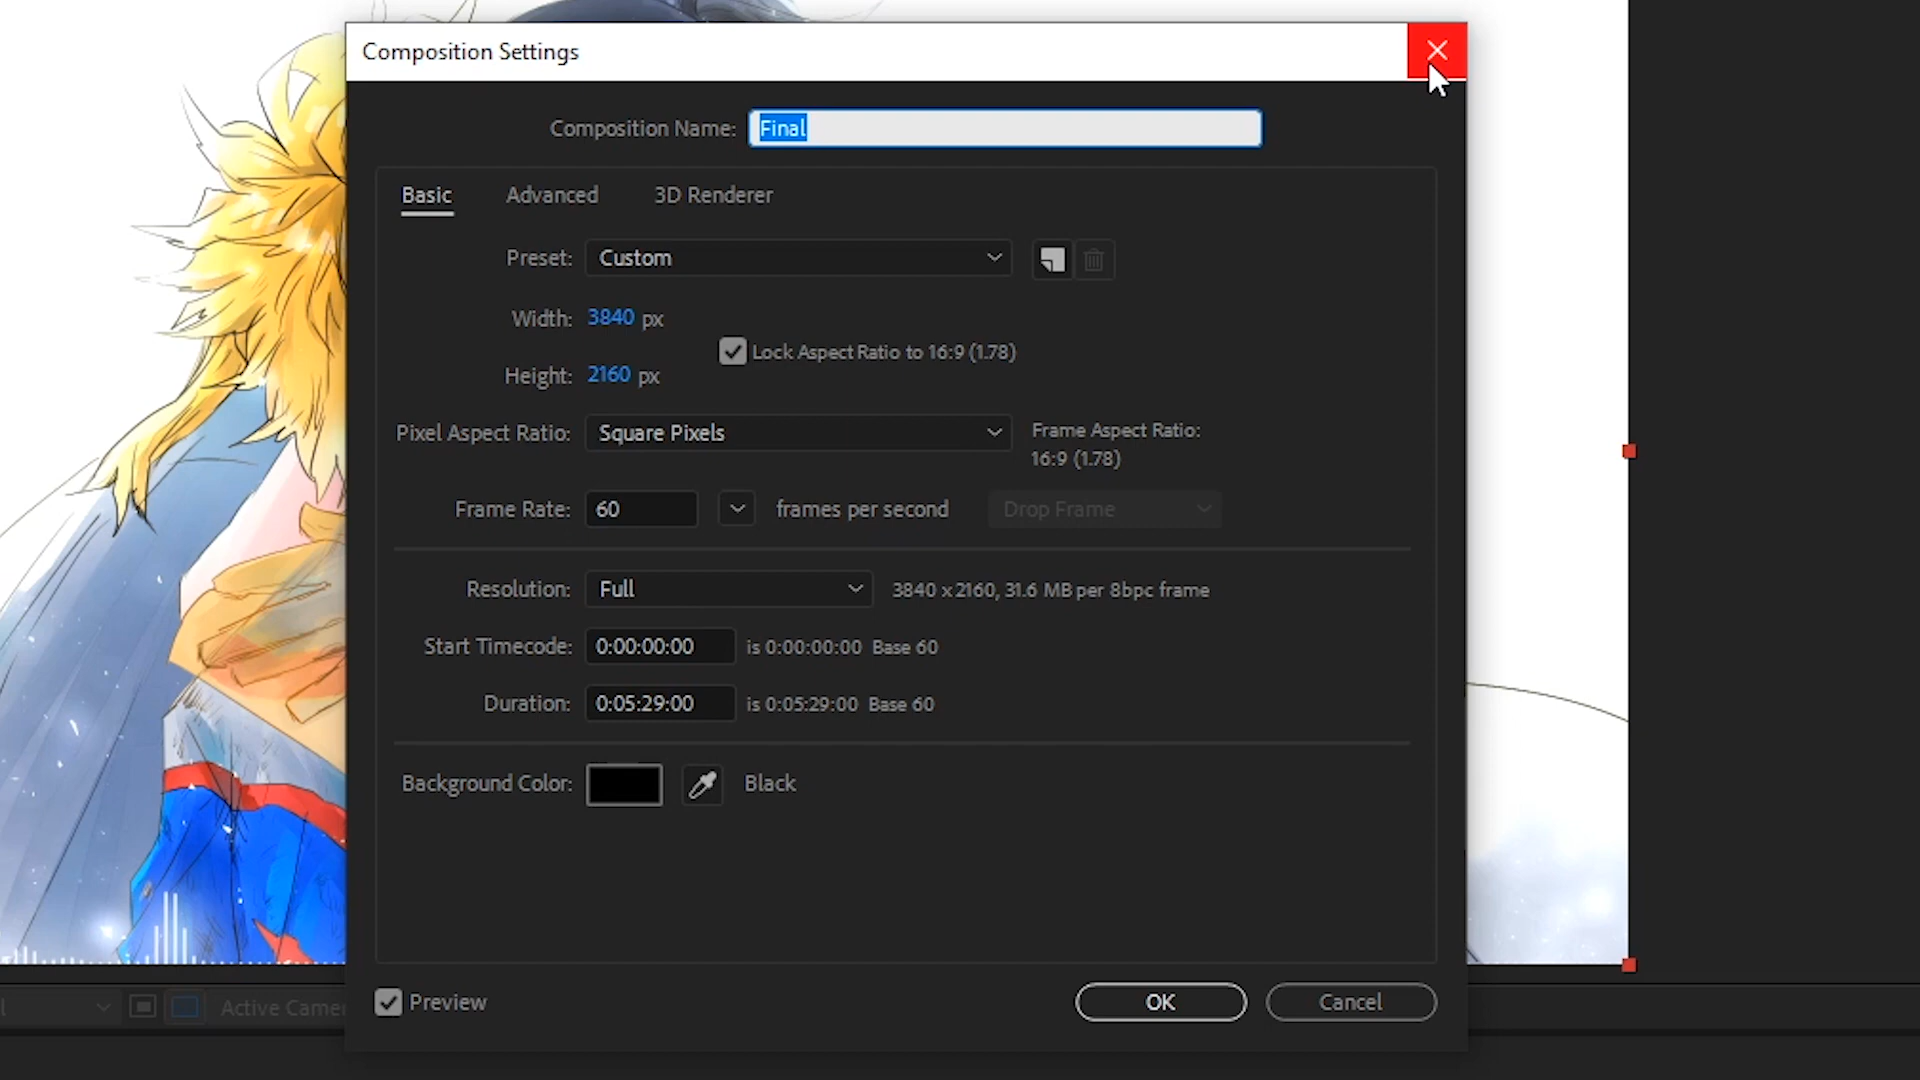 Composition Settings
Composition Name: Final
Basic Advanced 3D Renderer
Preset: Custom
Width: 3840 px
Lock Aspect Ratio to 16:9 (1.78)
Height: 2160 px
Pixel Aspect Ratio: Square Pixels Frame Aspect Ratio:
16:9 (1.78)
Frame Rate: 60 frames per second Drop Frame
Resolution: Full 3840 x 2160, 31.6 MB per 8bpc frame
Start Timecode: 0:00:00:00 is 0:00:00:00 Base 60
Duration: 0:05:29:00 is 0:05:29:00 Base 60
Background Color: Black
Preview OK Cancel
Active Camer